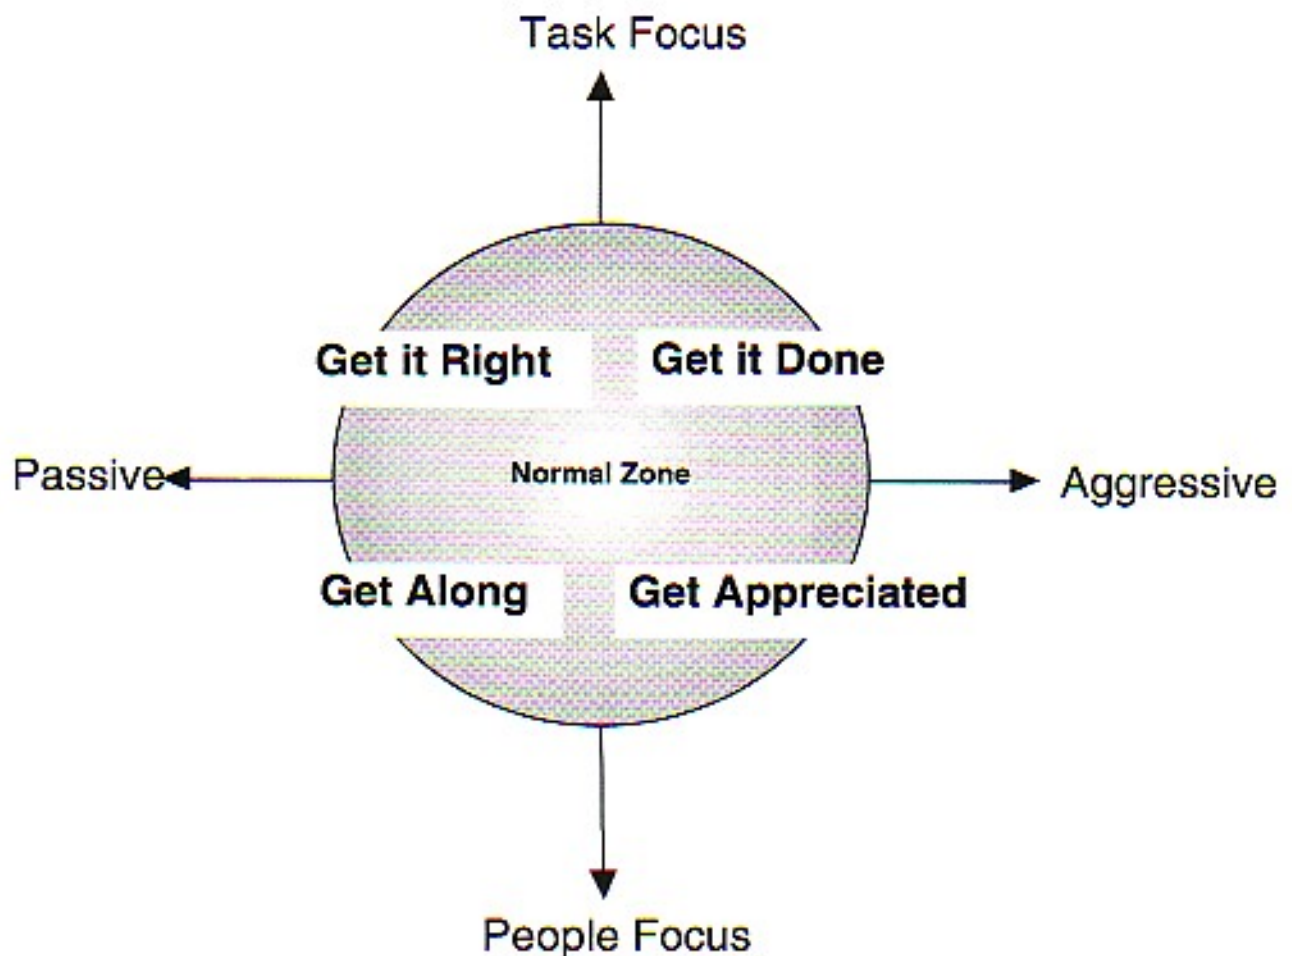 Task Focus
Get it Right
Get it Done
Passive
Normal Zone
Aggressive
Get Along
Get Appreciated
People Focus